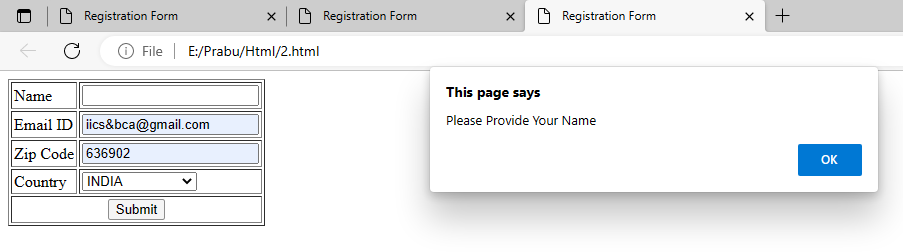 Registration Form
Registration Form
Registration Form
File
E:/Prabu/Html/2.html
This page says
Please Provide Your Name
OK
Name
Email ID iics&bca@gmail.com
Zip Code 636902
Country INDIA
Submit